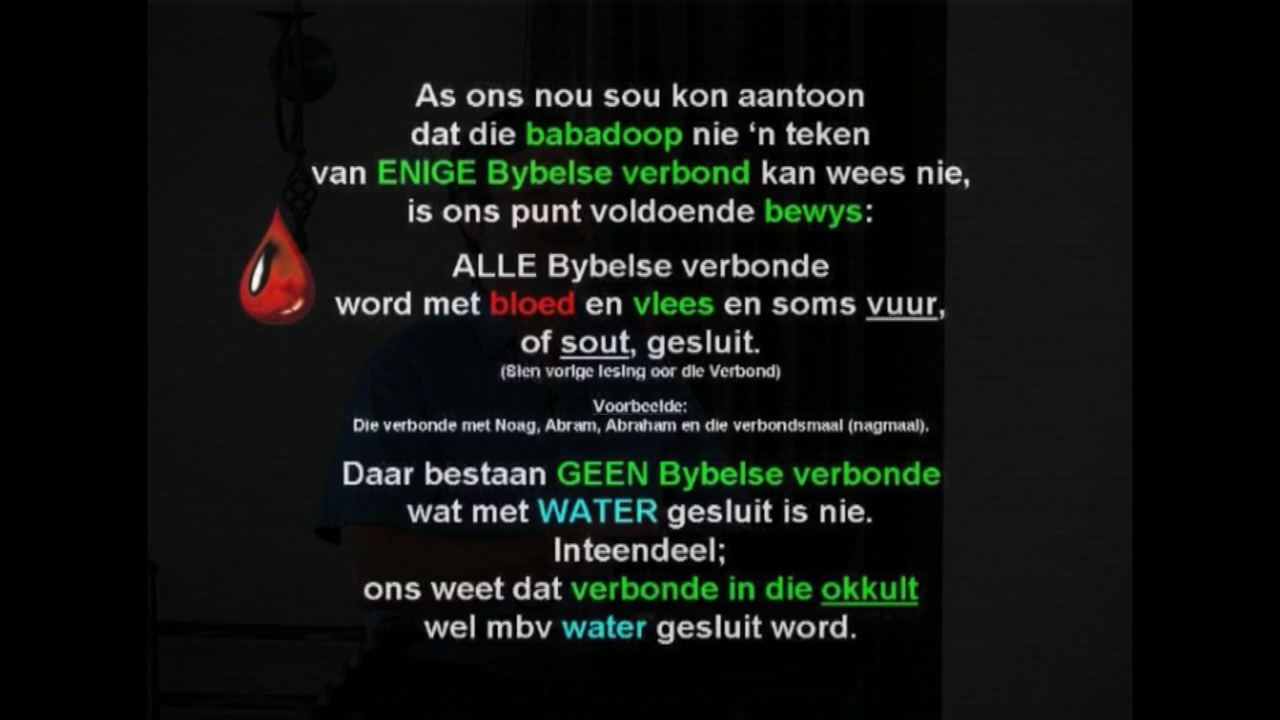 As ons nou sou kon aantoon
dat die babadoop nie ‘n teken
van ENIGE Bybelse verbond kan wees nie,
is ons punt voldoende bewys:
ALLE Bybelse verbonde
word met bloed en vlees en soms vuur,
of sout, gesluit.
(Sien vorige lesing oor die Verbond)
Voorbeelde:
Die verbonde met Noag, Abram, Abraham en die verbondsmaal (nagmaal).
Daar bestaan GEEN Bybelse verbonde
wat met WATER gesluit is nie.
Inteendeel;
ons weet dat verbonde in die okkult
wel mbv water gesluit word.